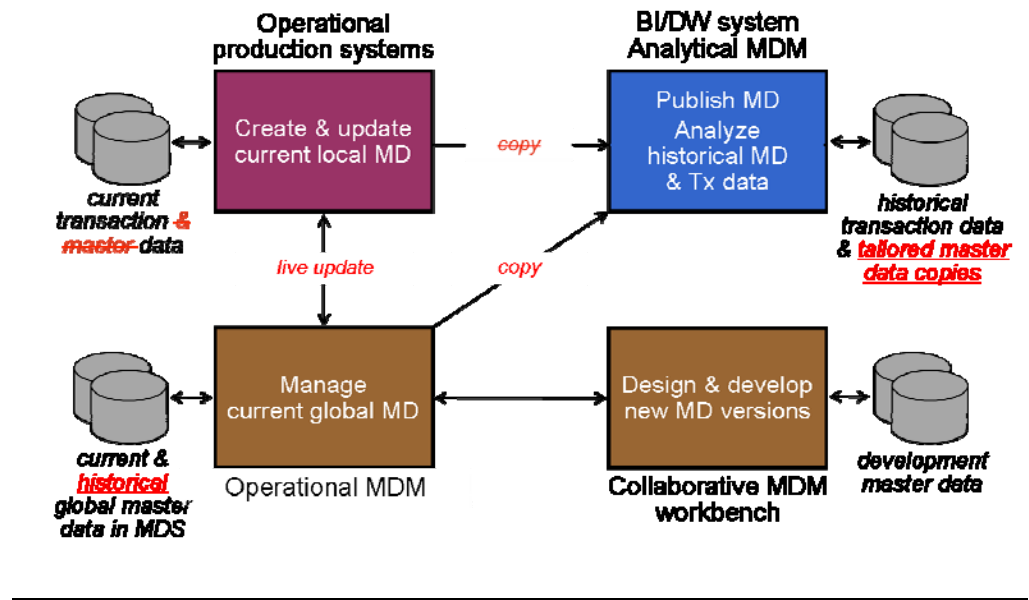 Operational
production systems
BI/DW system
Analytical MDM
Create & update
current local MD
copy
Publish MD
Analyze
historical MD
& Tx data
current
transaction &
master data
historical
transaction data
& tailored master
data copies
live update
copy
Manage
current global MD
Design & develop
new MD versions
current &
historical
global master
data in MDS
Operational MDM
Collaborative MDM
workbench
development
master data